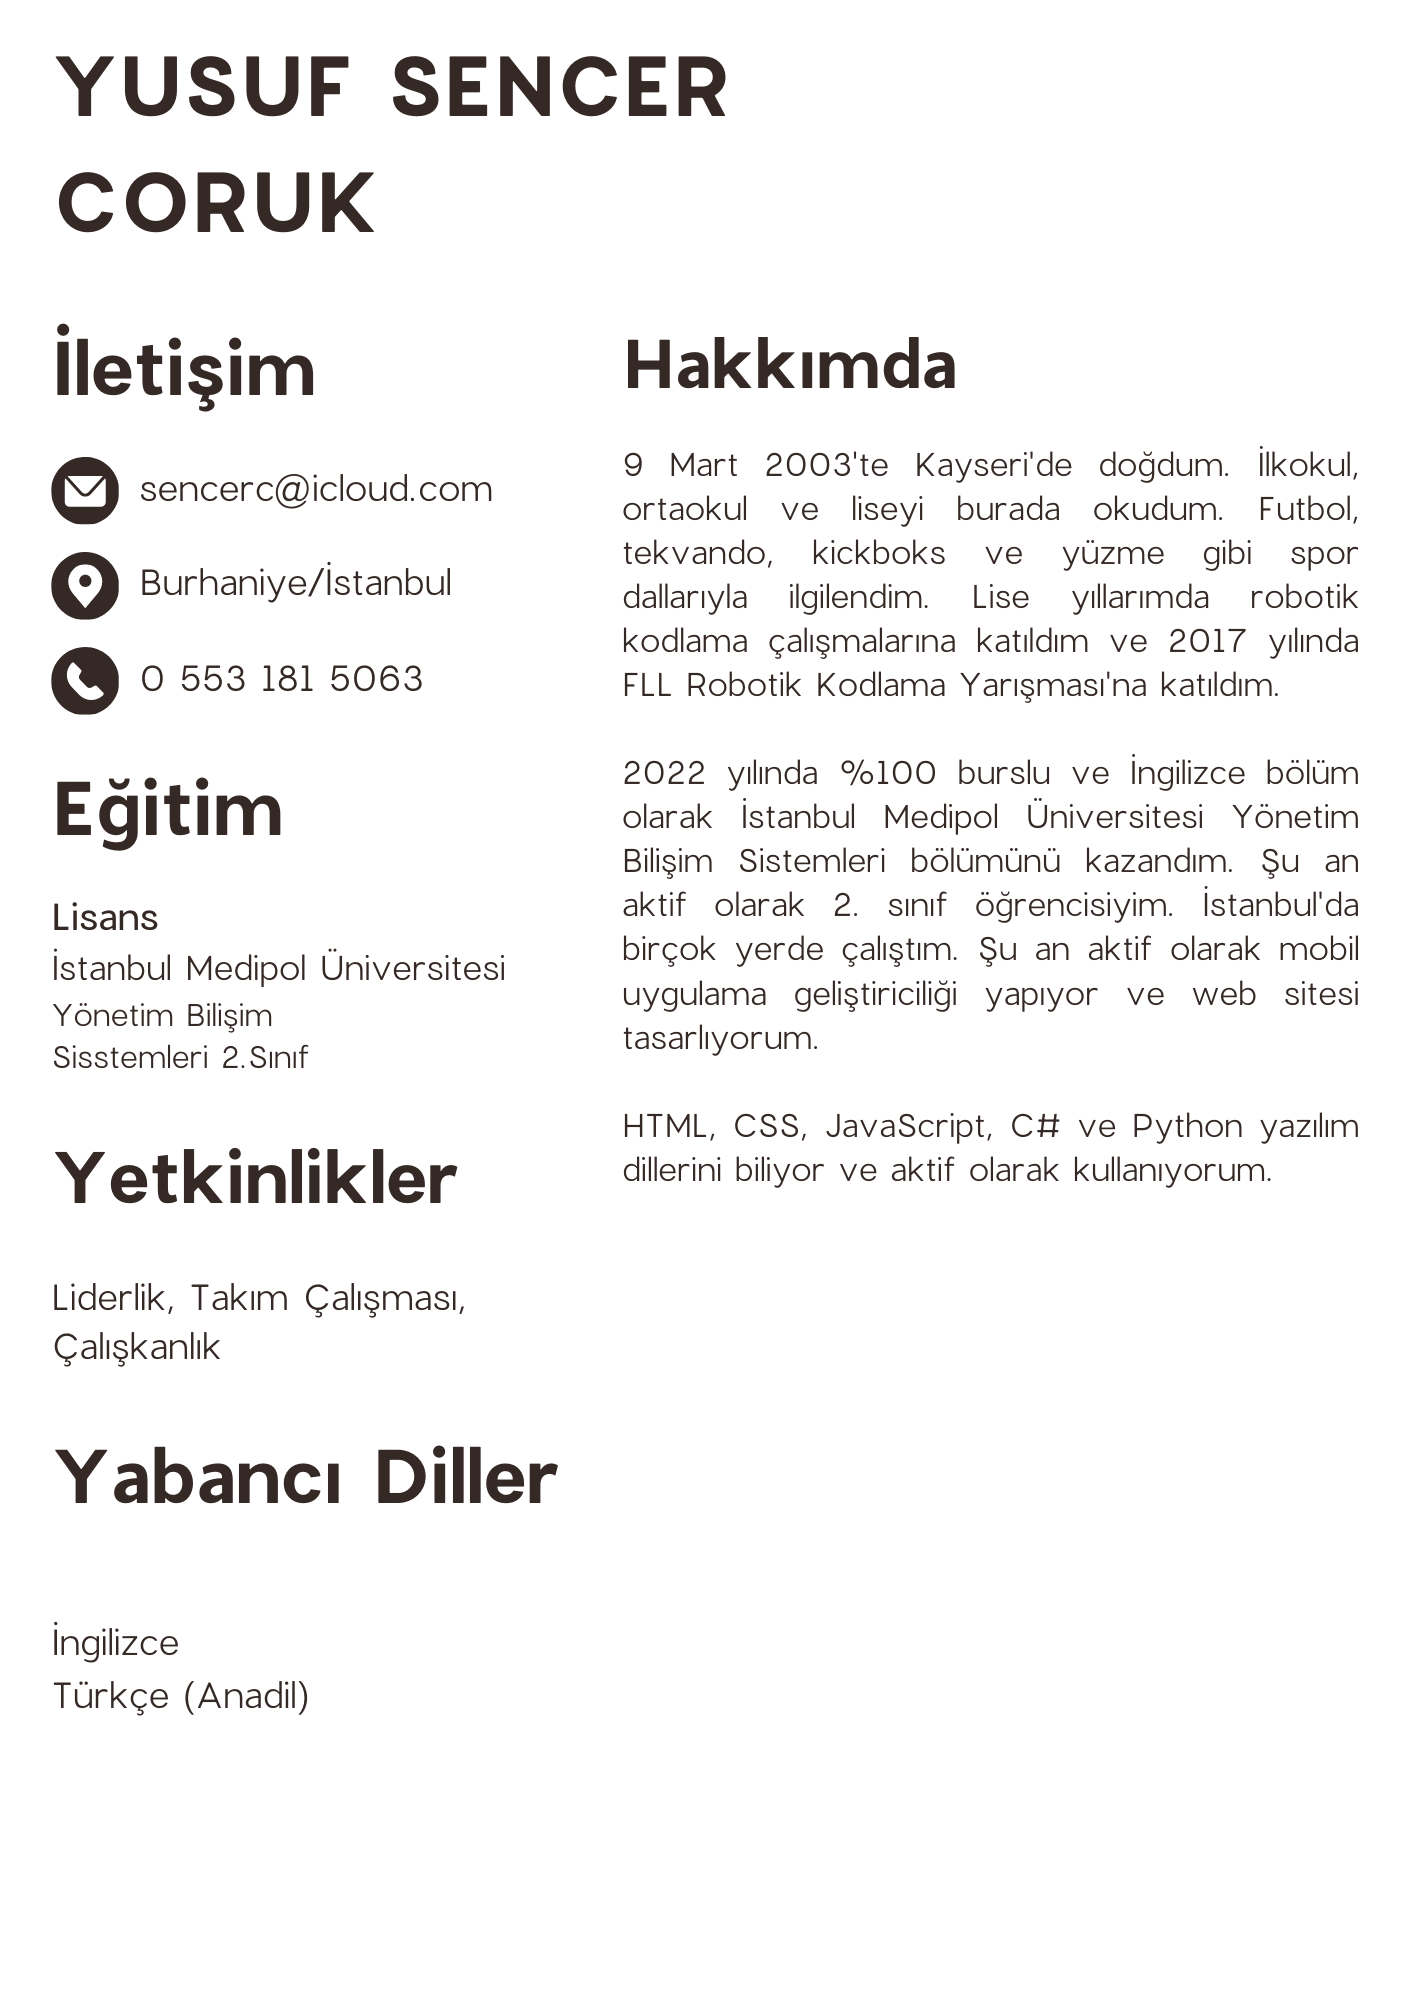 YUSUF SENCER
CORUK
İletişim
sencerc@icloud.com
Burhaniye/İstanbul
0 553 181 5063
Eğitim
Lisans
İstanbul Medipol Üniversitesi
Yönetim Bilişim
Sisstemleri 2.Sınıf
Yetkinlikler
Liderlik, Takım Çalışması,
Çalışkanlık
Yabancı Diller
İngilizce
Türkçe (Anadil)
Hakkımda
9 Mart 2003'te Kayseri'de doğdum. İlkokul,
ortaokul ve liseyi burada okudum. Futbol,
tekvando, kickboks ve yüzme gibi spor
dallarıyla ilgilendim. Lise yıllarımda robotik
kodlama çalışmalarına katıldım ve 2017 yılında
FLL Robotik Kodlama Yarışması'na katıldım.
2022 yılında %100 burslu ve İngilizce bölüm
olarak İstanbul Medipol Üniversitesi Yönetim
Bilişim Sistemleri bölümünü kazandım. Şu an
aktif olarak 2. sınıf öğrencisiyim. İstanbul'da
birçok yerde çalıştım. Şu an aktif olarak mobil
uygulama geliştiriciliği yapıyor ve web sitesi
tasarlıyorum.
HTML, CSS, JavaScript, C# ve Python yazılım
dillerini biliyor ve aktif olarak kullanıyorum.